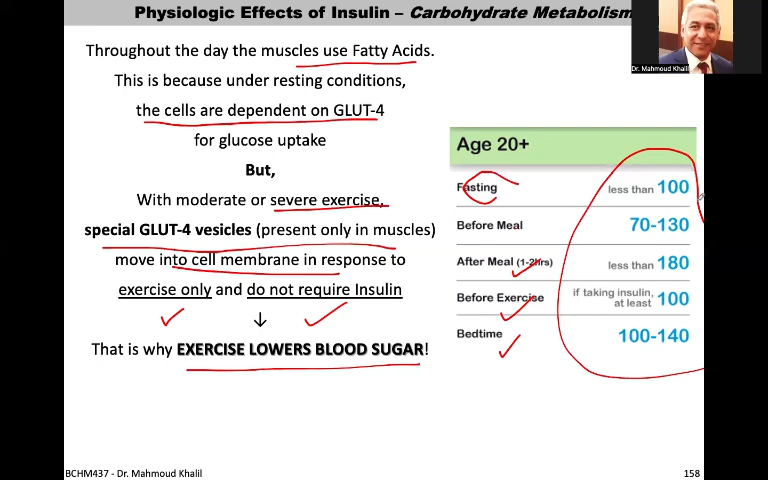 Physiologic Effects of Insulin – Carbohydrate Metabolism
Dr. Mahmoud Khalil
Throughout the day the muscles use Fatty Acids.
This is because under resting conditions,
the cells are dependent on GLUT-4
for glucose uptake
But,
With moderate or severe exercise,
special GLUT-4 vesicles (present only in muscles)
move into cell membrane in response to
exercise only and do not require Insulin
↓
That is why EXERCISE LOWERS BLOOD SUGAR!
Age 20+
Fasting less than 100
Before Meal 70-130
After Meal (1-2hrs) less than 180
Before Exercise if taking insulin, at least 100
Bedtime 100-140
BCHM437 - Dr. Mahmoud Khalil
158